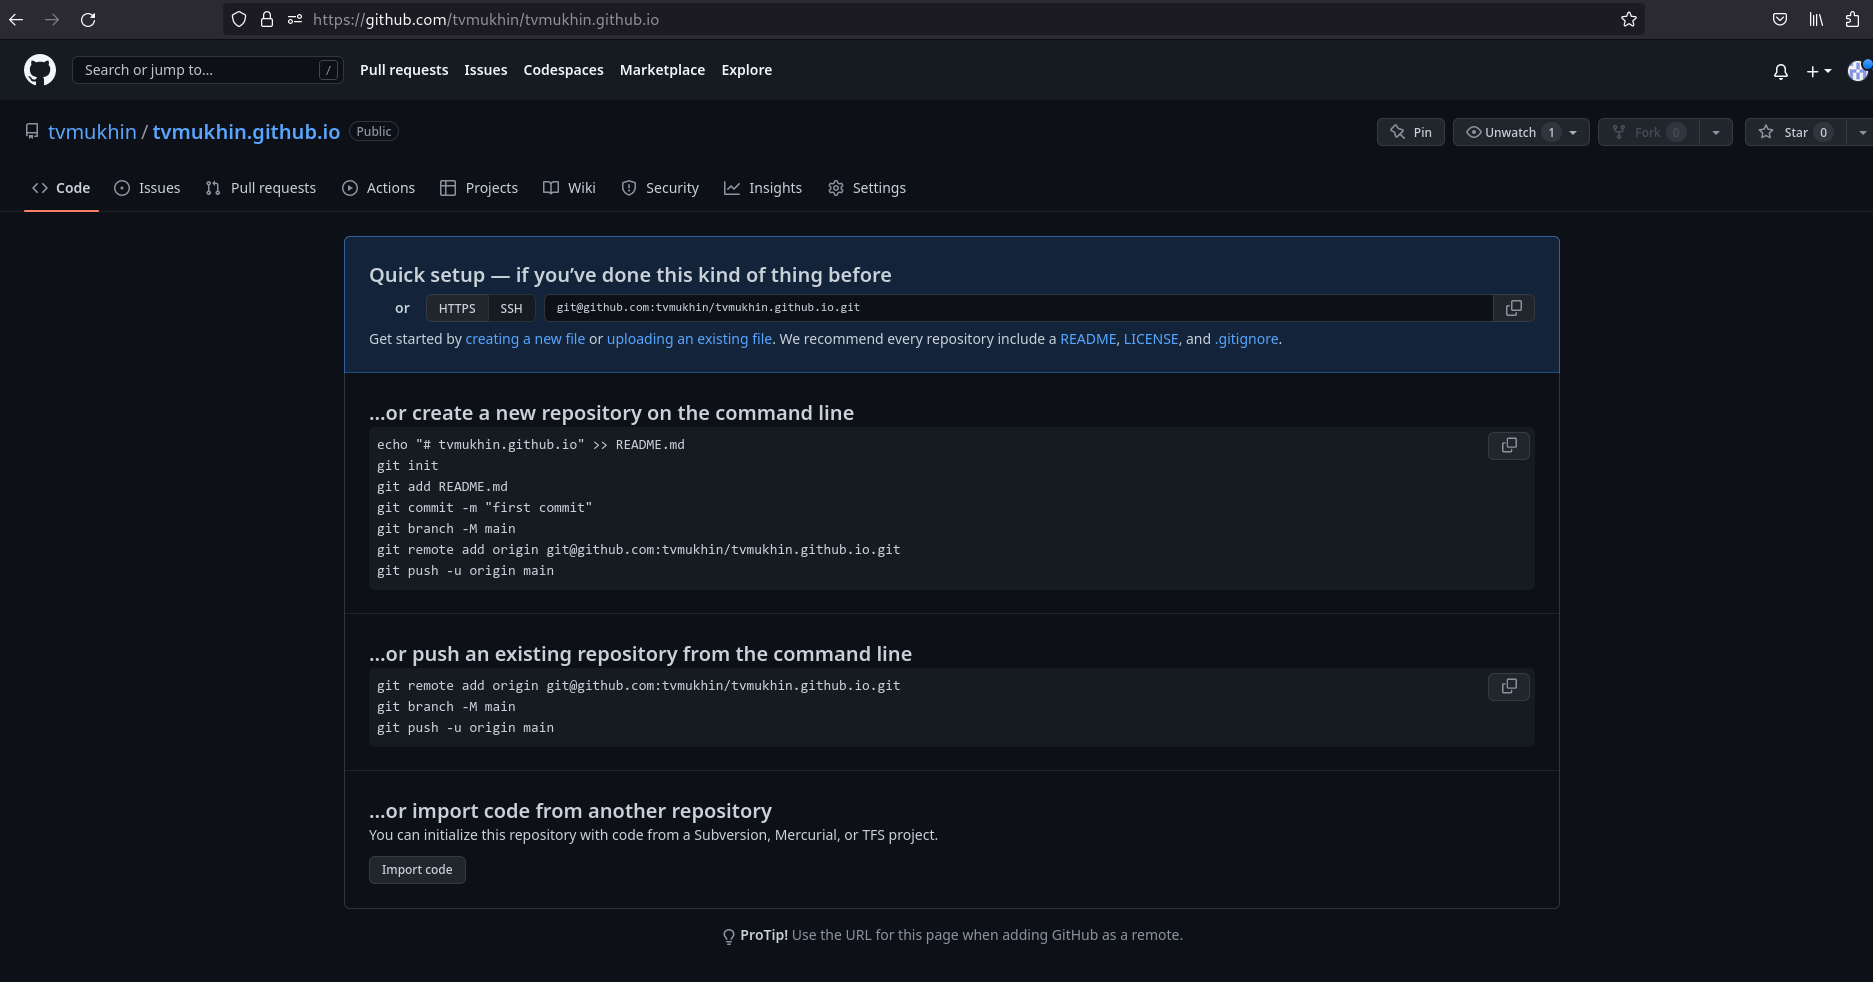 https://github.com/tvmukhin/tvmukhin.github.io
Search or jump to... /
Pull requests Issues Codespaces Marketplace Explore
tvmukhin / tvmukhin.github.io Public
Pin Unwatch 1 Fork 0 Star 0
Code Issues Pull requests Actions Projects Wiki Security Insights Settings
Quick setup — if you’ve done this kind of thing before
or HTTPS SSH git@github.com:tvmukhin/tvmukhin.github.io.git
Get started by creating a new file or uploading an existing file. We recommend every repository include a README, LICENSE, and .gitignore.
…or create a new repository on the command line
echo "# tvmukhin.github.io" >> README.md
git init
git add README.md
git commit -m "first commit"
git branch -M main
git remote add origin git@github.com:tvmukhin/tvmukhin.github.io.git
git push -u origin main
…or push an existing repository from the command line
git remote add origin git@github.com:tvmukhin/tvmukhin.github.io.git
git branch -M main
git push -u origin main
…or import code from another repository
You can initialize this repository with code from a Subversion, Mercurial, or TFS project.
Import code
ProTip! Use the URL for this page when adding GitHub as a remote.